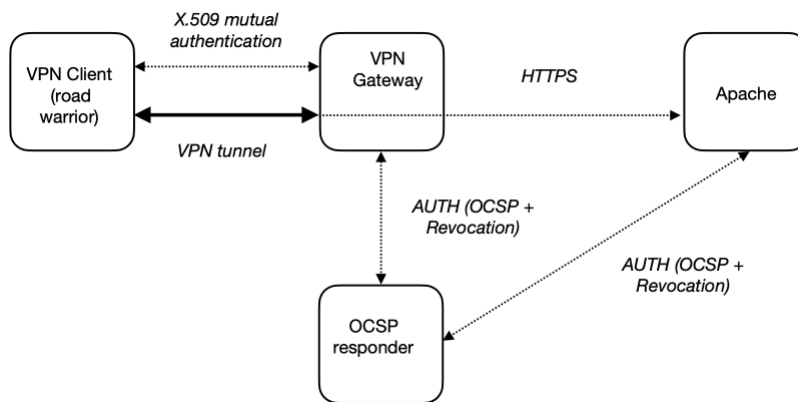 X.509 mutual
authentication
VPN Client
(road
warrior)
VPN
Gateway
HTTPS
Apache
VPN tunnel
AUTH (OCSP +
Revocation)
AUTH (OCSP +
Revocation)
OCSP
responder